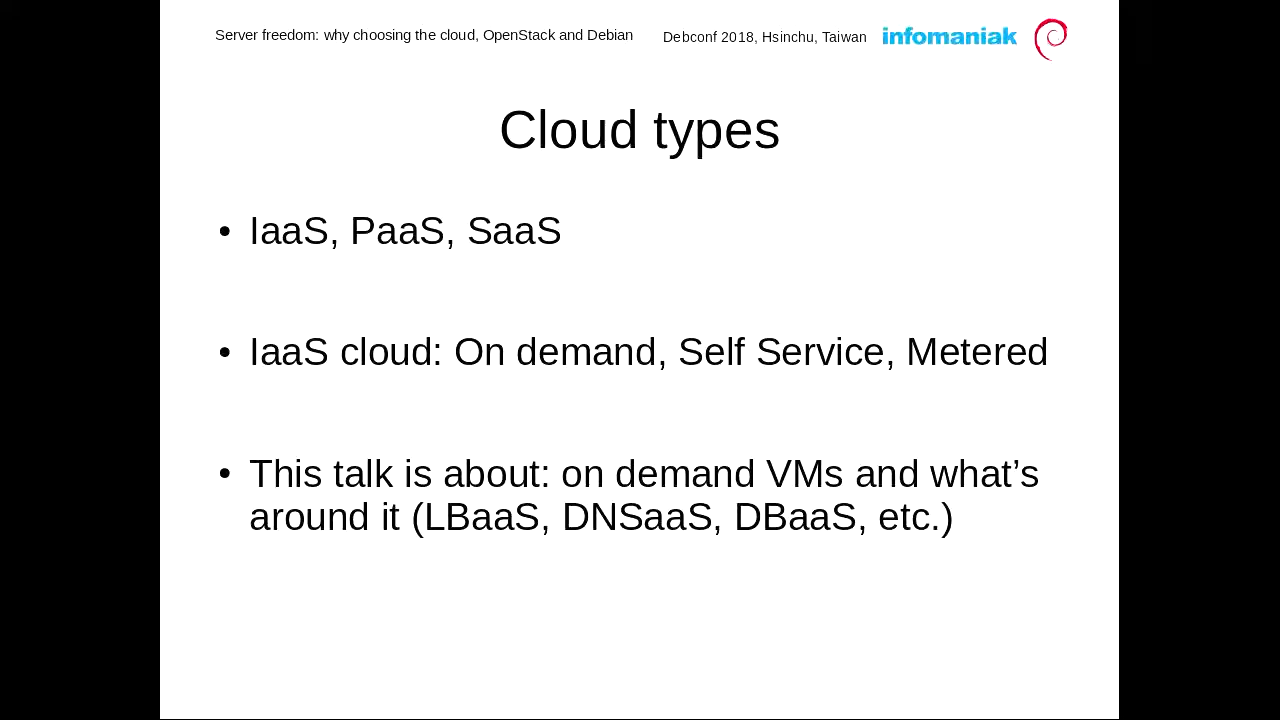 Server freedom: why choosing the cloud, OpenStack and Debian
Debconf 2018, Hsinchu, Taiwan
infomaniak
Cloud types
• IaaS, PaaS, SaaS
• IaaS cloud: On demand, Self Service, Metered
• This talk is about: on demand VMs and what’s
around it (LBaaS, DNSaaS, DBaaS, etc.)